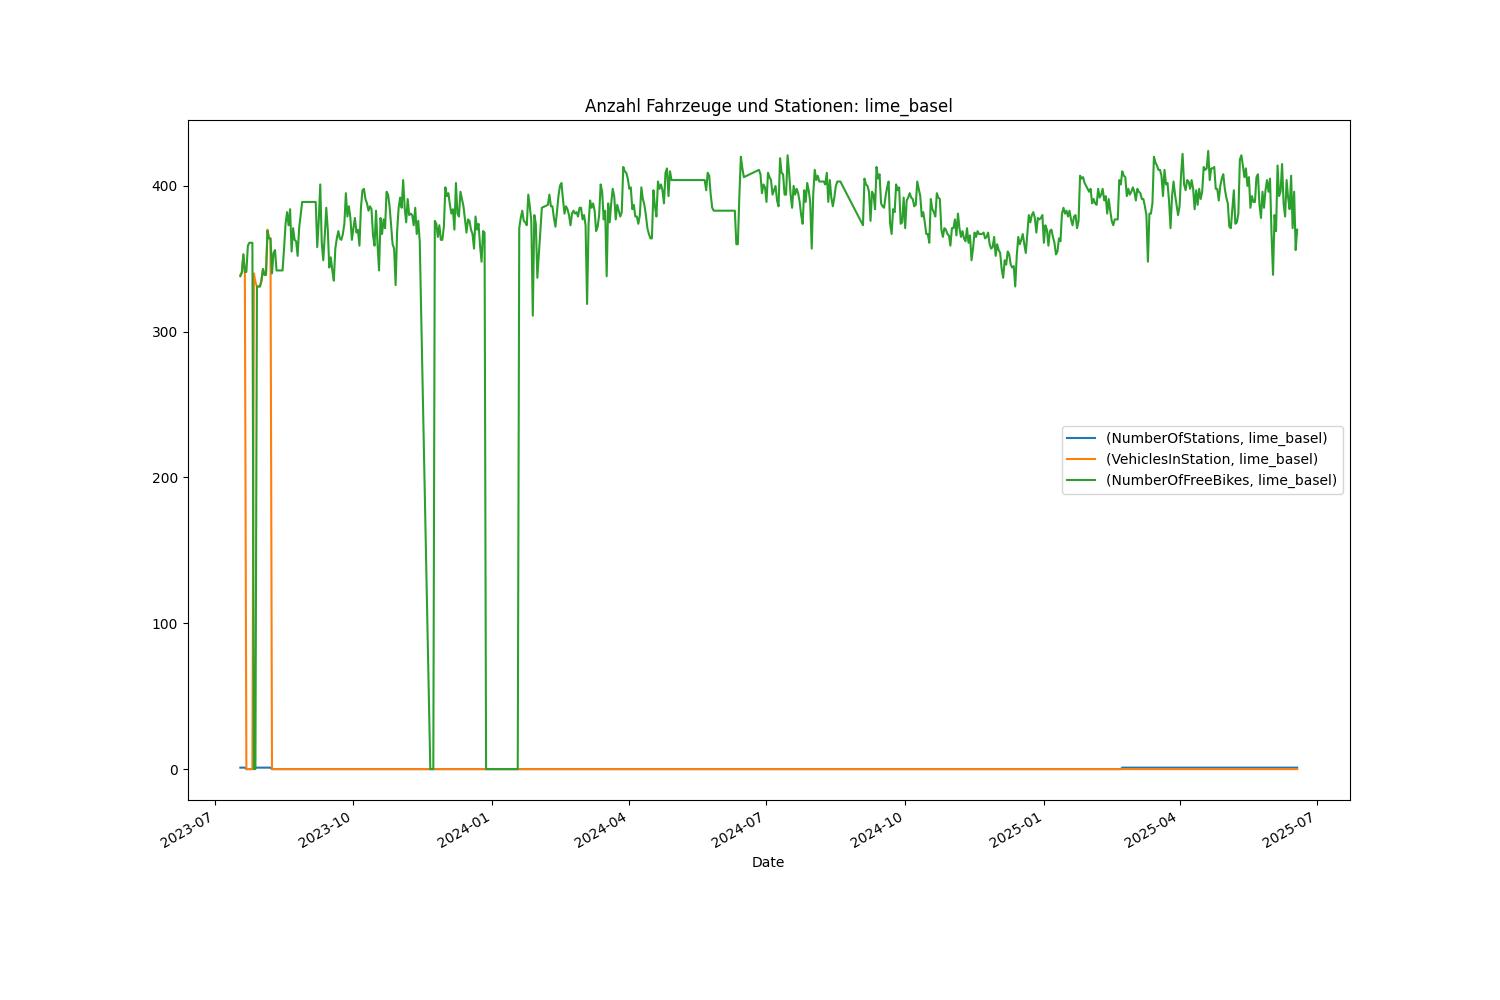 Anzahl Fahrzeuge und Stationen: lime_basel
400
300
200
100
0
(NumberOfStations, lime_basel)
(VehiclesInStation, lime_basel)
(NumberOfFreeBikes, lime_basel)
2023-07
2023-10
2024-01
2024-04
2024-07
2024-10
2025-01
2025-04
2025-07
Date